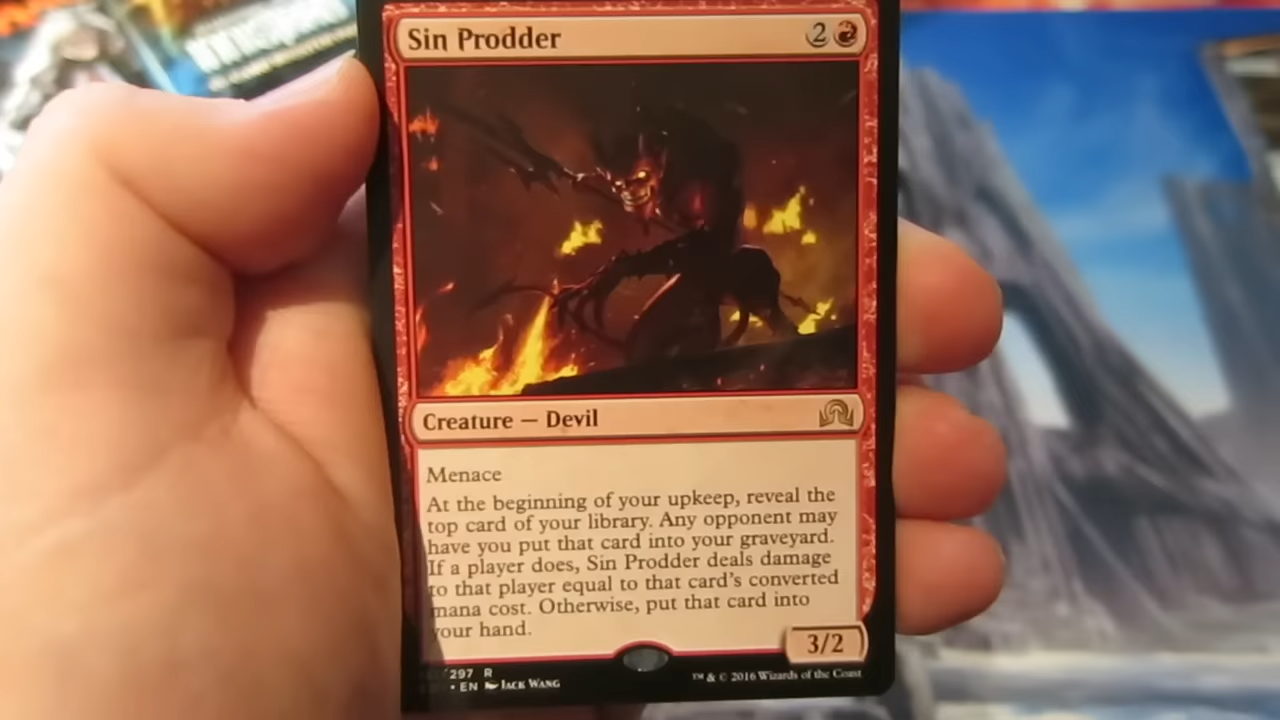 Sin Prodder 2
Creature — Devil
Menace
At the beginning of your upkeep, reveal the
top card of your library. Any opponent may
have you put that card into your graveyard.
If a player does, Sin Prodder deals damage
to that player equal to that card's converted
mana cost. Otherwise, put that card into
your hand.
3/2
/297 R
• EN Jack Wang
™ & © 2016 Wizards of the Coast